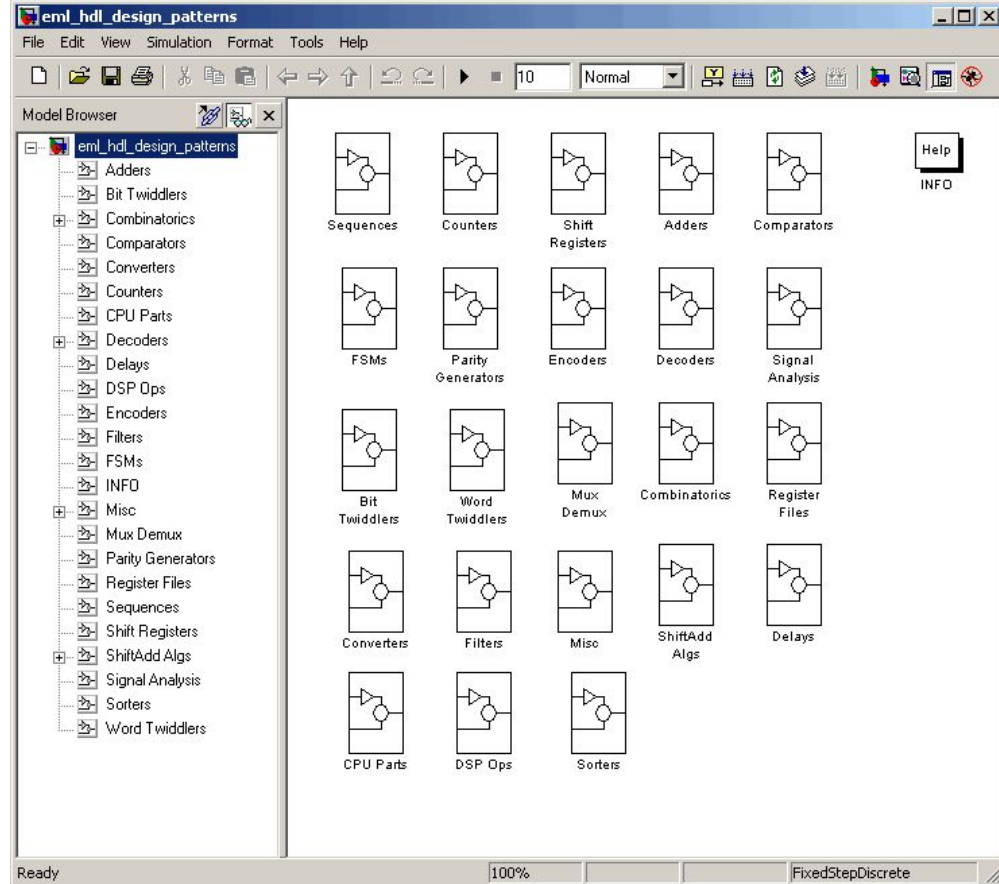 eml_hdl_design_patterns
File Edit View Simulation Format Tools Help
10 Normal
Model Browser
eml_hdl_design_patterns
Adders
Bit Twiddlers
Combinatorics
Comparators
Converters
Counters
CPU Parts
Decoders
Delays
DSP Ops
Encoders
Filters
FSMs
INFO
Misc
Mux Demux
Parity Generators
Register Files
Sequences
Shift Registers
ShiftAdd Algs
Signal Analysis
Sorters
Word Twiddlers
Help
INFO
Sequences
Counters
Shift
Registers
Adders
Comparators
FSMs
Parity
Generators
Encoders
Decoders
Signal
Analysis
Bit
Twiddlers
Word
Twiddlers
Mux
Demux
Combinatorics
Register
Files
Converters
Filters
Misc
ShiftAdd
Algs
Delays
CPU Parts
DSP Ops
Sorters
Ready 100% FixedStepDiscrete